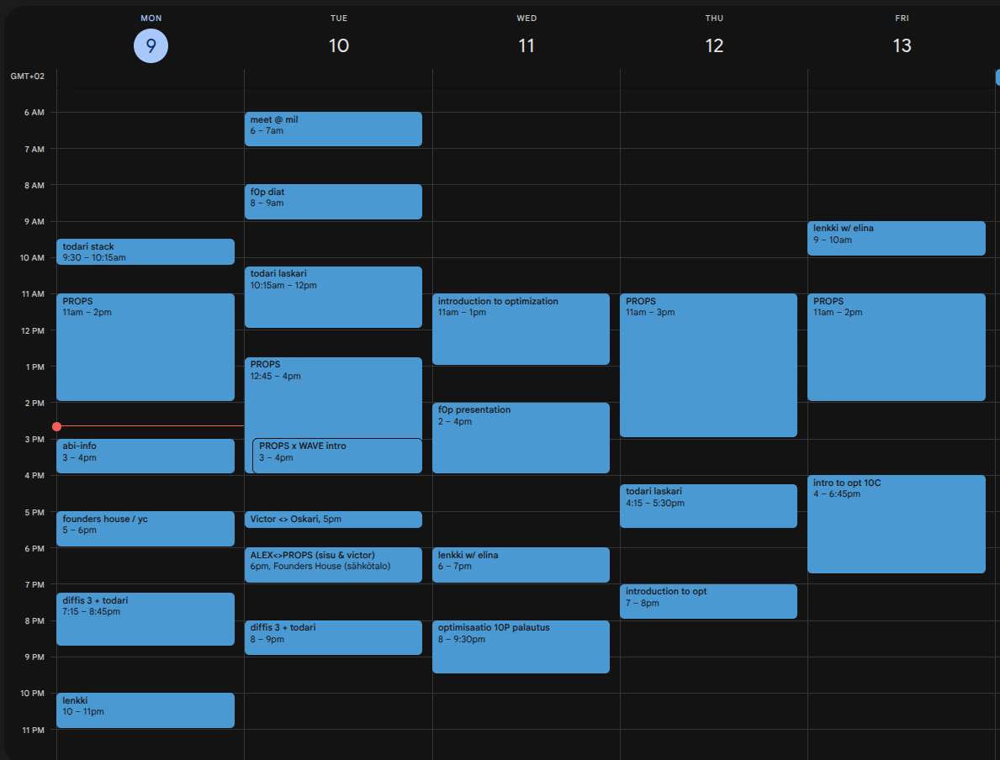 MON
9
TUE
10
WED
11
THU
12
FRI
13
GMT+02
6 AM
7 AM
8 AM
9 AM
10 AM
11 AM
12 PM
1 PM
2 PM
3 PM
4 PM
5 PM
6 PM
7 PM
8 PM
9 PM
10 PM
11 PM
todari stack
9:30 – 10:15am
PROPS
11am – 2pm
abi-info
3 – 4pm
founders house / yc
5 – 6pm
diffis 3 + todari
7:15 – 8:45pm
lenkki
10 – 11pm
meet @ mil
6 – 7am
f0p diat
8 – 9am
todari laskari
10:15am – 12pm
PROPS
12:45 – 4pm
PROPS x WAVE intro
3 – 4pm
Victor <> Oskari, 5pm
ALEX<>PROPS (sisu & victor)
6pm, Founders House (sähkötalo)
diffis 3 + todari
8 – 9pm
introduction to optimization
11am – 1pm
f0p presentation
2 – 4pm
lenkki w/ elina
6 – 7pm
optimisaatio 10P palautus
8 – 9:30pm
PROPS
11am – 3pm
todari laskari
4:15 – 5:30pm
introduction to opt
7 – 8pm
lenkki w/ elina
9 – 10am
PROPS
11am – 2pm
intro to opt 10C
4 – 6:45pm